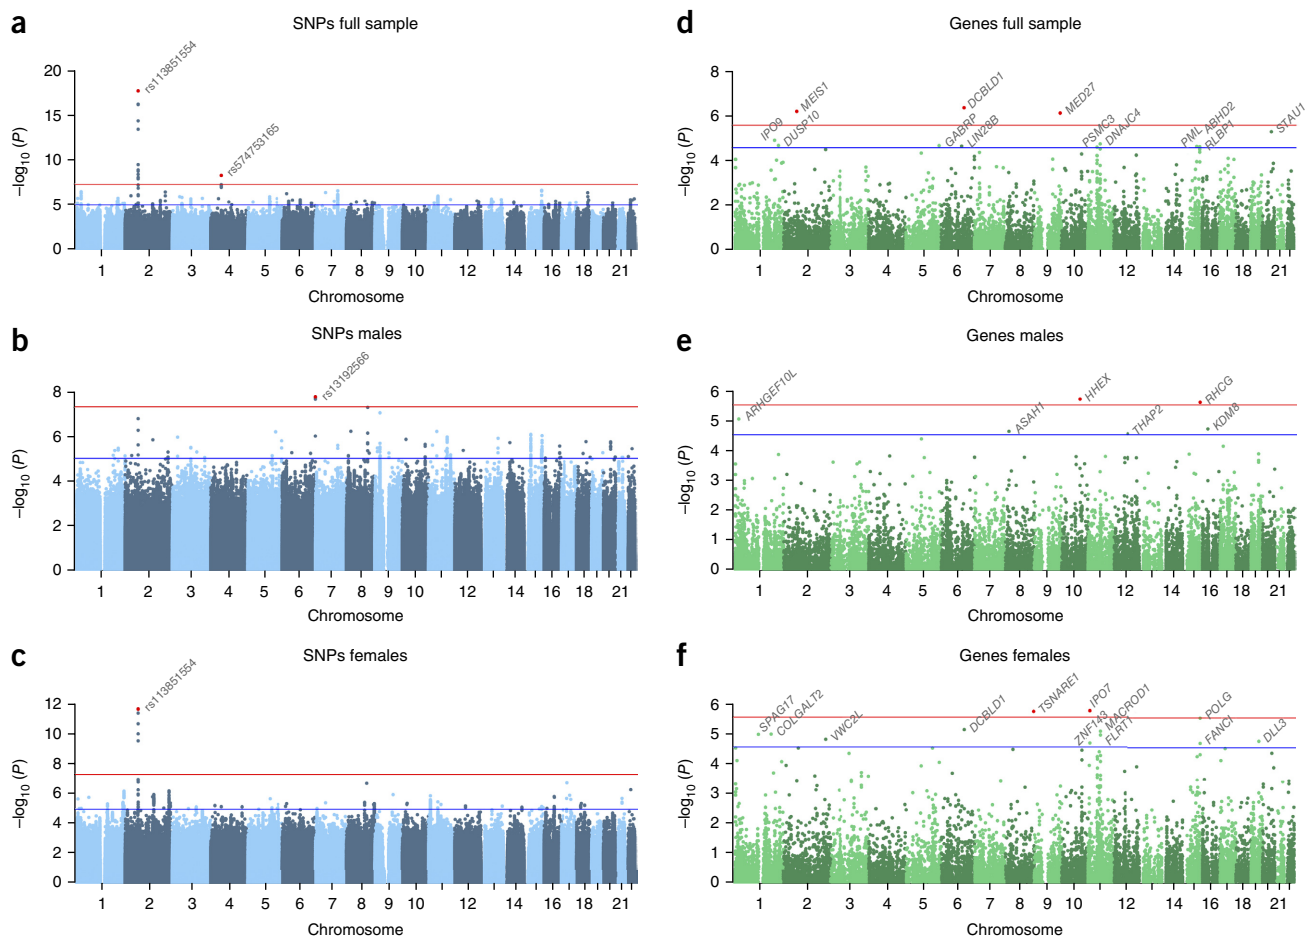 a
SNPs full sample
20
15
10
5
0
–log10 (P)
rs113851554
rs574753165
1 2 3 4 5 6 7 8 9 10 12 14 16 18 21
Chromosome
b
SNPs males
8
6
4
2
0
–log10 (P)
rs13192566
1 2 3 4 5 6 7 8 9 10 12 14 16 18 21
Chromosome
c
SNPs females
12
10
8
6
4
2
0
–log10 (P)
rs113851554
1 2 3 4 5 6 7 8 9 10 12 14 16 18 21
Chromosome
d
Genes full sample
8
6
4
2
0
–log10 (P)
IPO9
DUSP10
MEIS1
GABRP
LIN28B
DCBLD1
MED27
PSMC3
DNAJC4
PML
ABHD2
RLBP1
STAU1
1 2 3 4 5 6 7 8 9 10 12 14 16 18 21
Chromosome
e
Genes males
6
5
4
3
2
1
0
–log10 (P)
ARHGEF10L
ASAH1
HHEX
THAP2
RHCG
KDM8
1 2 3 4 5 6 7 8 9 10 12 14 16 18 21
Chromosome
f
Genes females
6
5
4
3
2
1
0
–log10 (P)
SPAG17
COLGALT2
VWC2L
DCBLD1
TSNARE1
IPO7
ZNF143
MACROD1
FLRT1
POLG
FANCI
DLL3
1 2 3 4 5 6 7 8 9 10 12 14 16 18 21
Chromosome